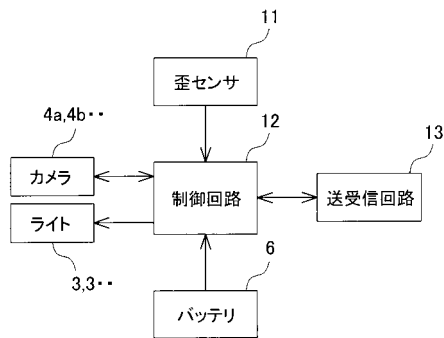 11
歪センサ
4a,4b・・
12
13
カメラ
制御回路
送受信回路
ライト
3,3・・
6
バッテリ